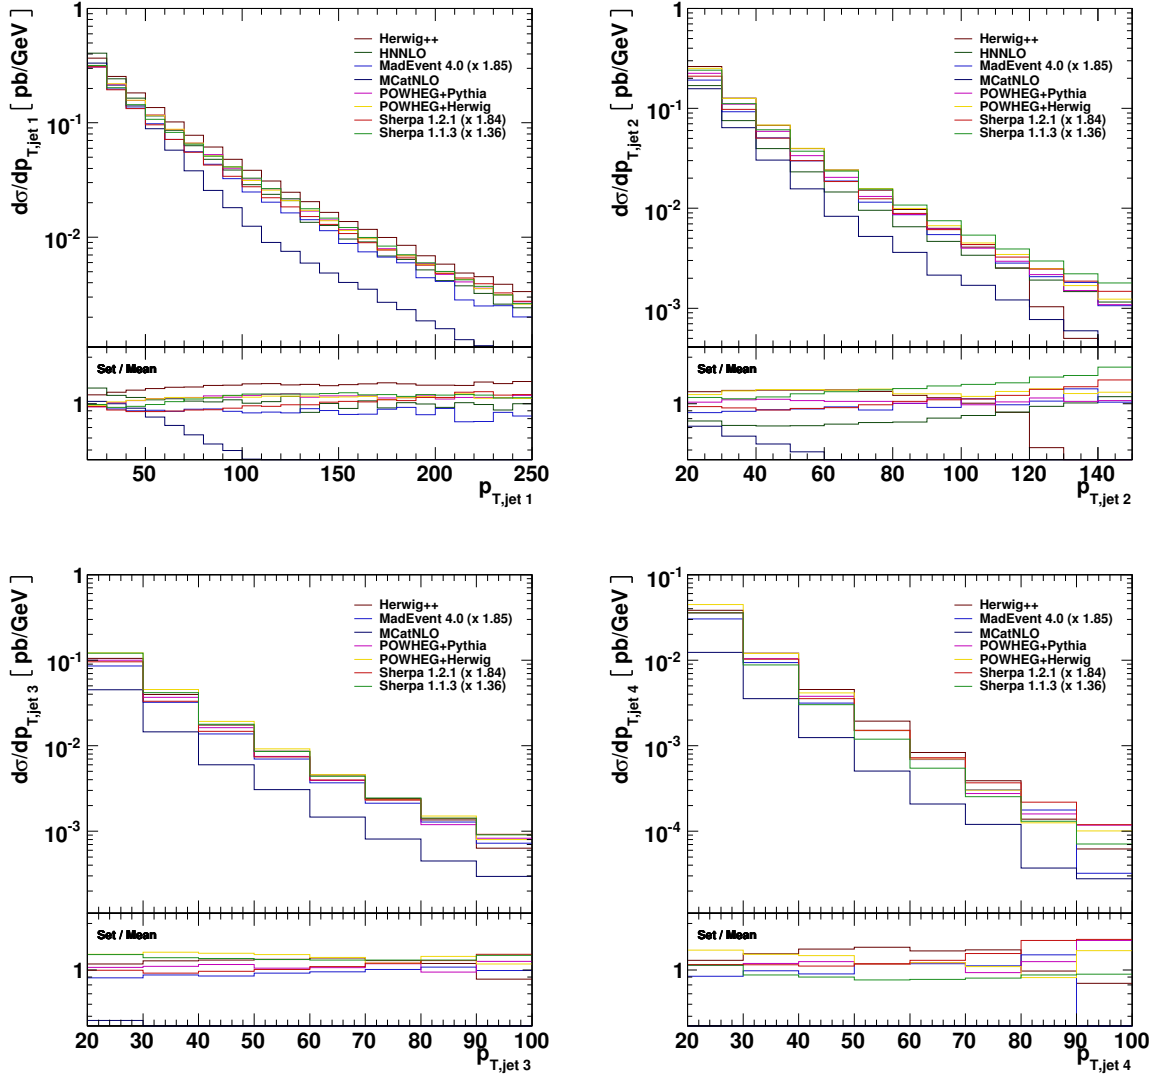 dσ/dp_T,jet 1 [ pb/GeV]
1
10^-1
10^-2
Herwig++
HNNLO
MadEvent 4.0 (x 1.85)
MCatNLO
POWHEG+Pythia
POWHEG+Herwig
Sherpa 1.2.1 (x 1.84)
Sherpa 1.1.3 (x 1.36)
Set / Mean
1
50 100 150 200 250
p_T,jet 1
dσ/dp_T,jet 2 [ pb/GeV]
1
10^-1
10^-2
10^-3
Herwig++
HNNLO
MadEvent 4.0 (x 1.85)
MCatNLO
POWHEG+Pythia
POWHEG+Herwig
Sherpa 1.2.1 (x 1.84)
Sherpa 1.1.3 (x 1.36)
Set / Mean
1
20 40 60 80 100 120 140
p_T,jet 2
dσ/dp_T,jet 3 [ pb/GeV]
1
10^-1
10^-2
10^-3
Herwig++
MadEvent 4.0 (x 1.85)
MCatNLO
POWHEG+Pythia
POWHEG+Herwig
Sherpa 1.2.1 (x 1.84)
Sherpa 1.1.3 (x 1.36)
Set / Mean
1
20 30 40 50 60 70 80 90 100
p_T,jet 3
dσ/dp_T,jet 4 [ pb/GeV]
10^-1
10^-2
10^-3
10^-4
Herwig++
MadEvent 4.0 (x 1.85)
MCatNLO
POWHEG+Pythia
POWHEG+Herwig
Sherpa 1.2.1 (x 1.84)
Sherpa 1.1.3 (x 1.36)
Set / Mean
1
20 30 40 50 60 70 80 90 100
p_T,jet 4